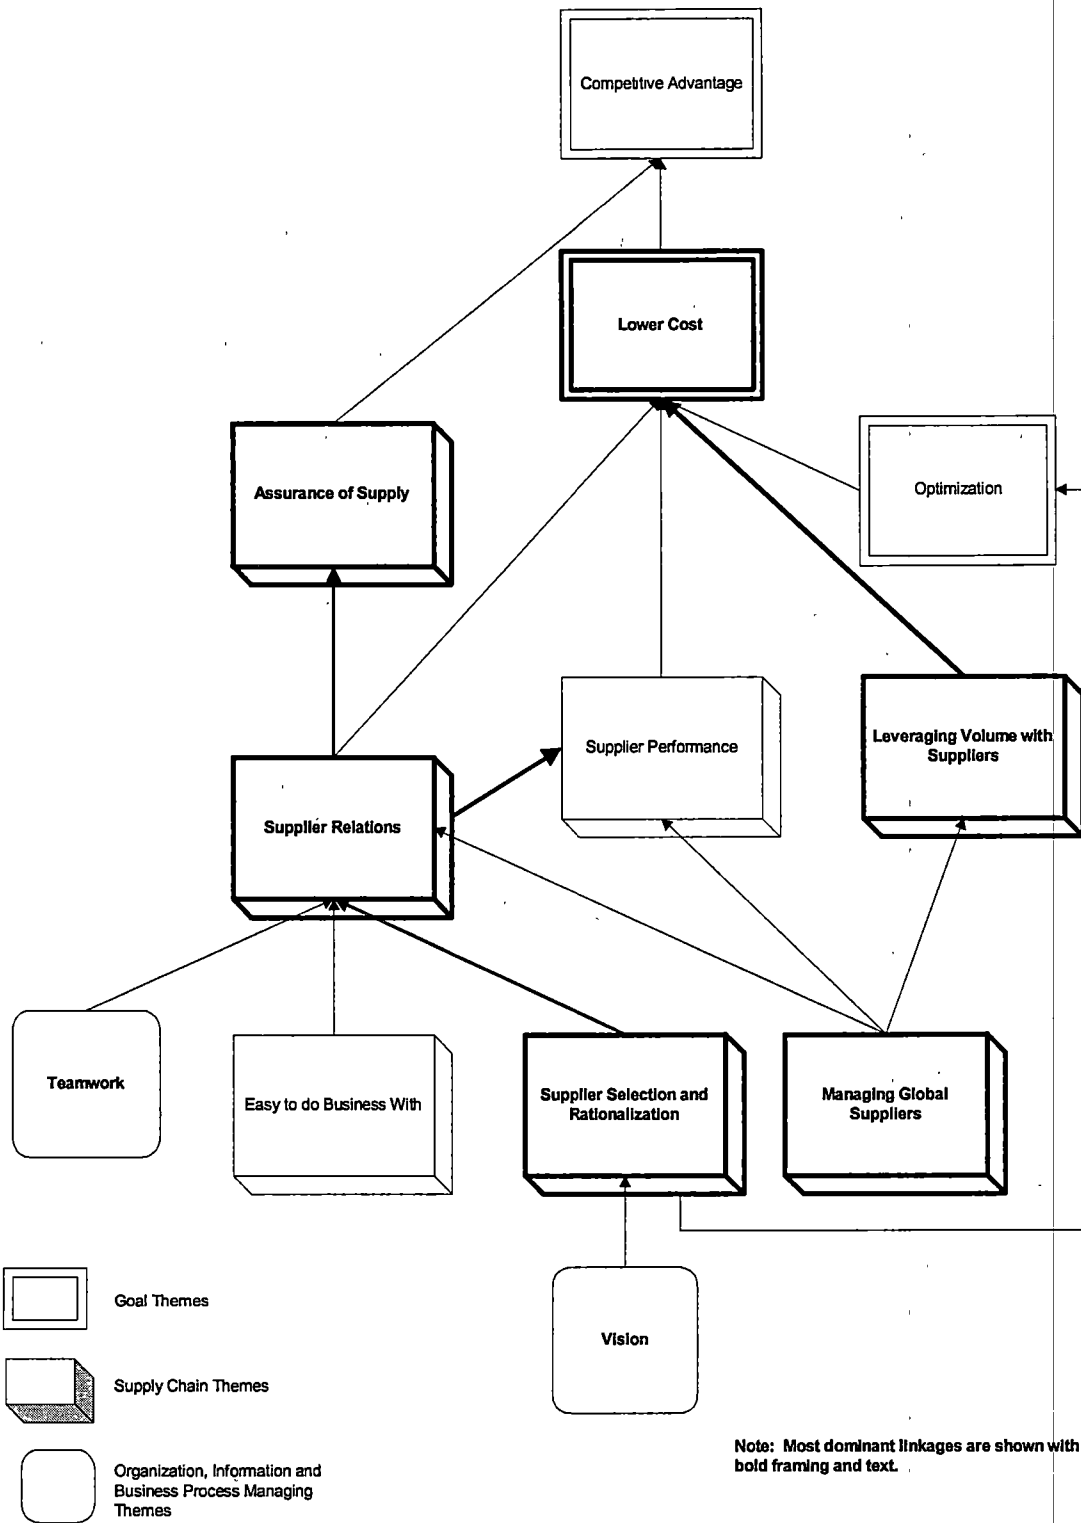 Competitive Advantage
Lower Cost
Assurance of Supply
Optimization
Supplier Performance
Leveraging Volume with
Suppliers
Supplier Relations
Teamwork
Easy to do Business With
Supplier Selection and
Rationalization
Managing Global
Suppliers
Vision
Goal Themes
Supply Chain Themes
Organization, Information and
Business Process Managing
Themes
Note: Most dominant linkages are shown with
bold framing and text.